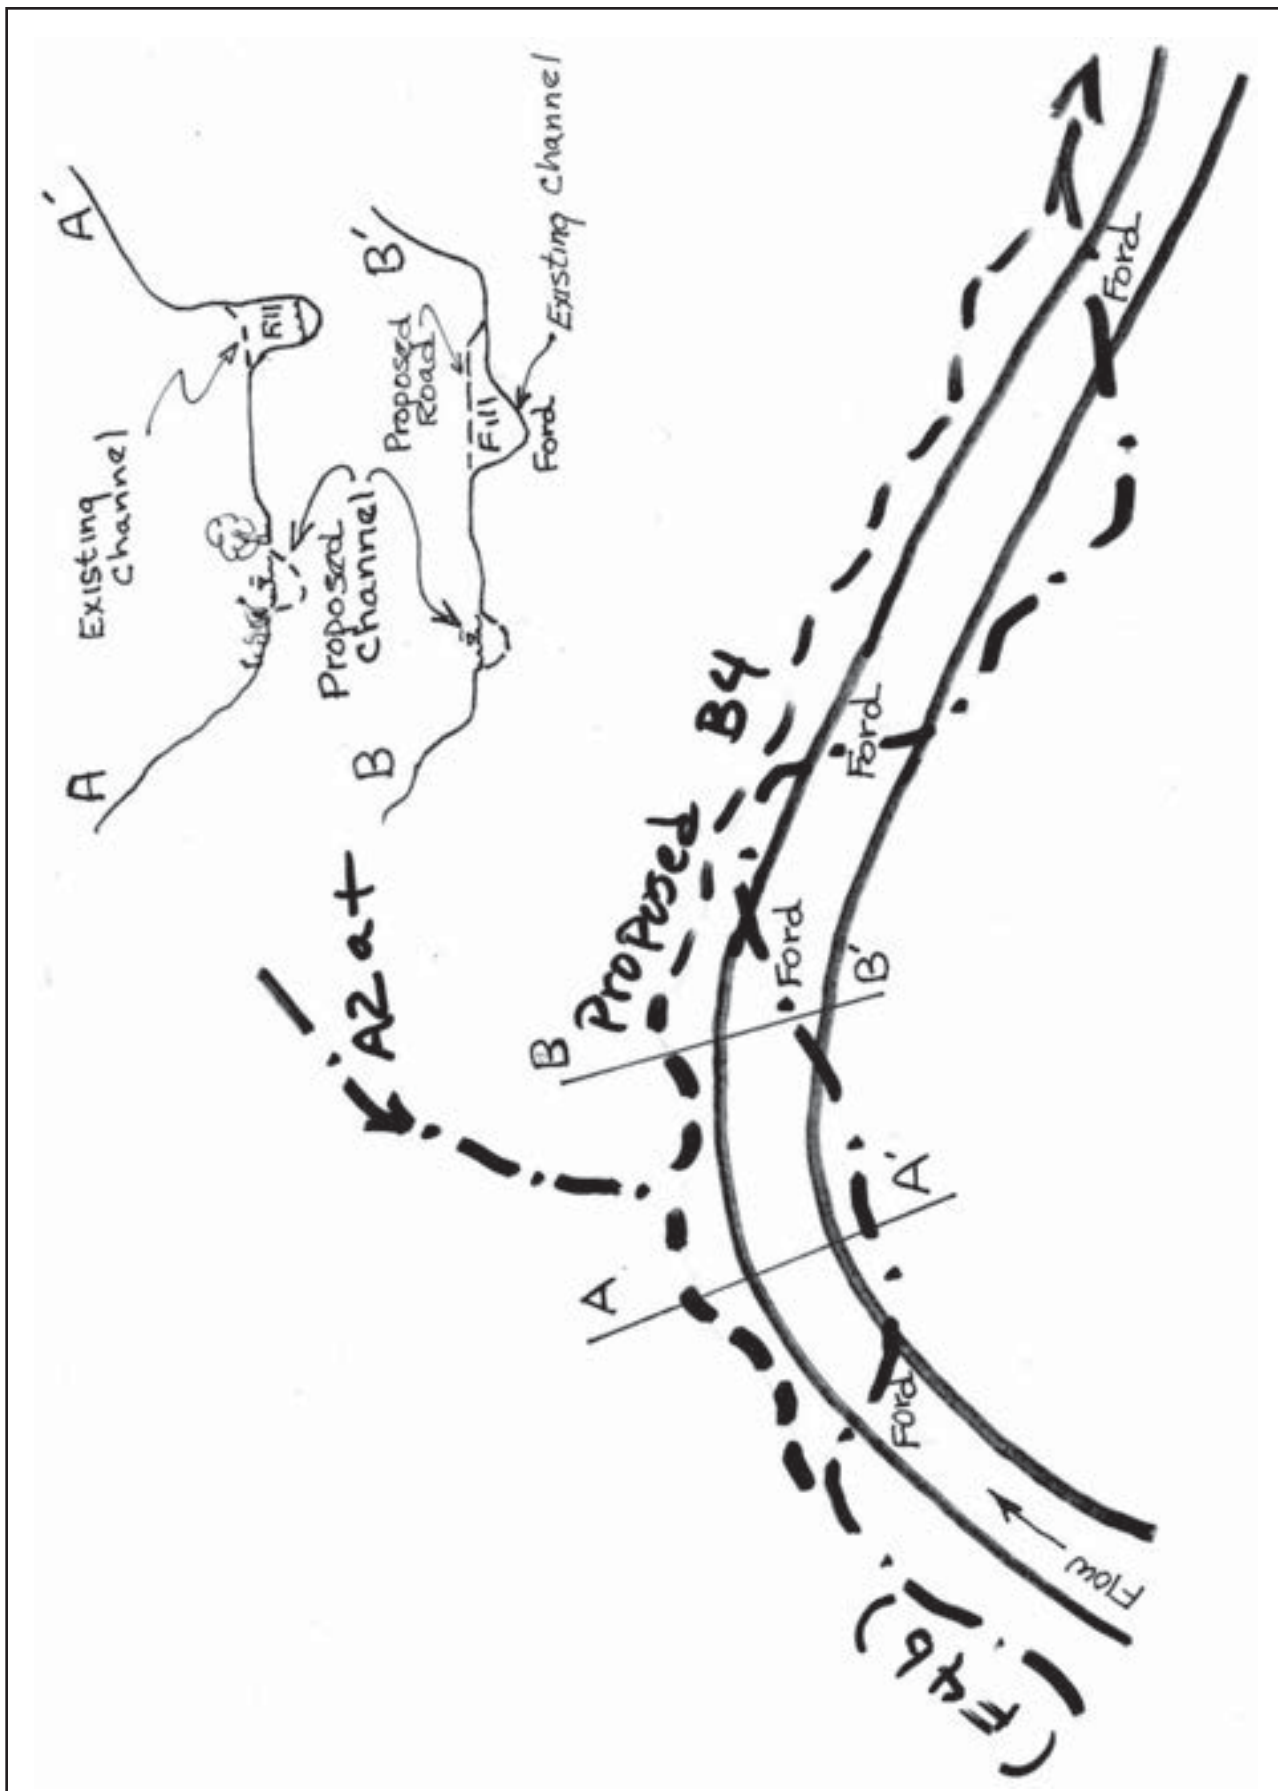 A
A'
Existing
Channel
Fill
Proposed
Channel
B
B'
Proposed
Road
Fill
Ford
Existing Channel
A2a+
Proposed B4
B
B'
A
A'
Ford
Ford
Ford
Ford
Flow
(F4b)